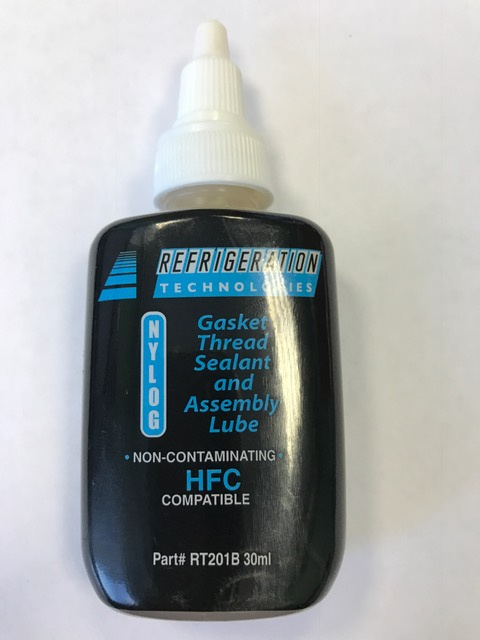 REFRIGERATION
TECHNOLOGIES
NYLOG
Gasket
Thread
Sealant
and
Assembly
Lube
• NON-CONTAMINATING •
HFC
COMPATIBLE
Part# RT201B 30ml